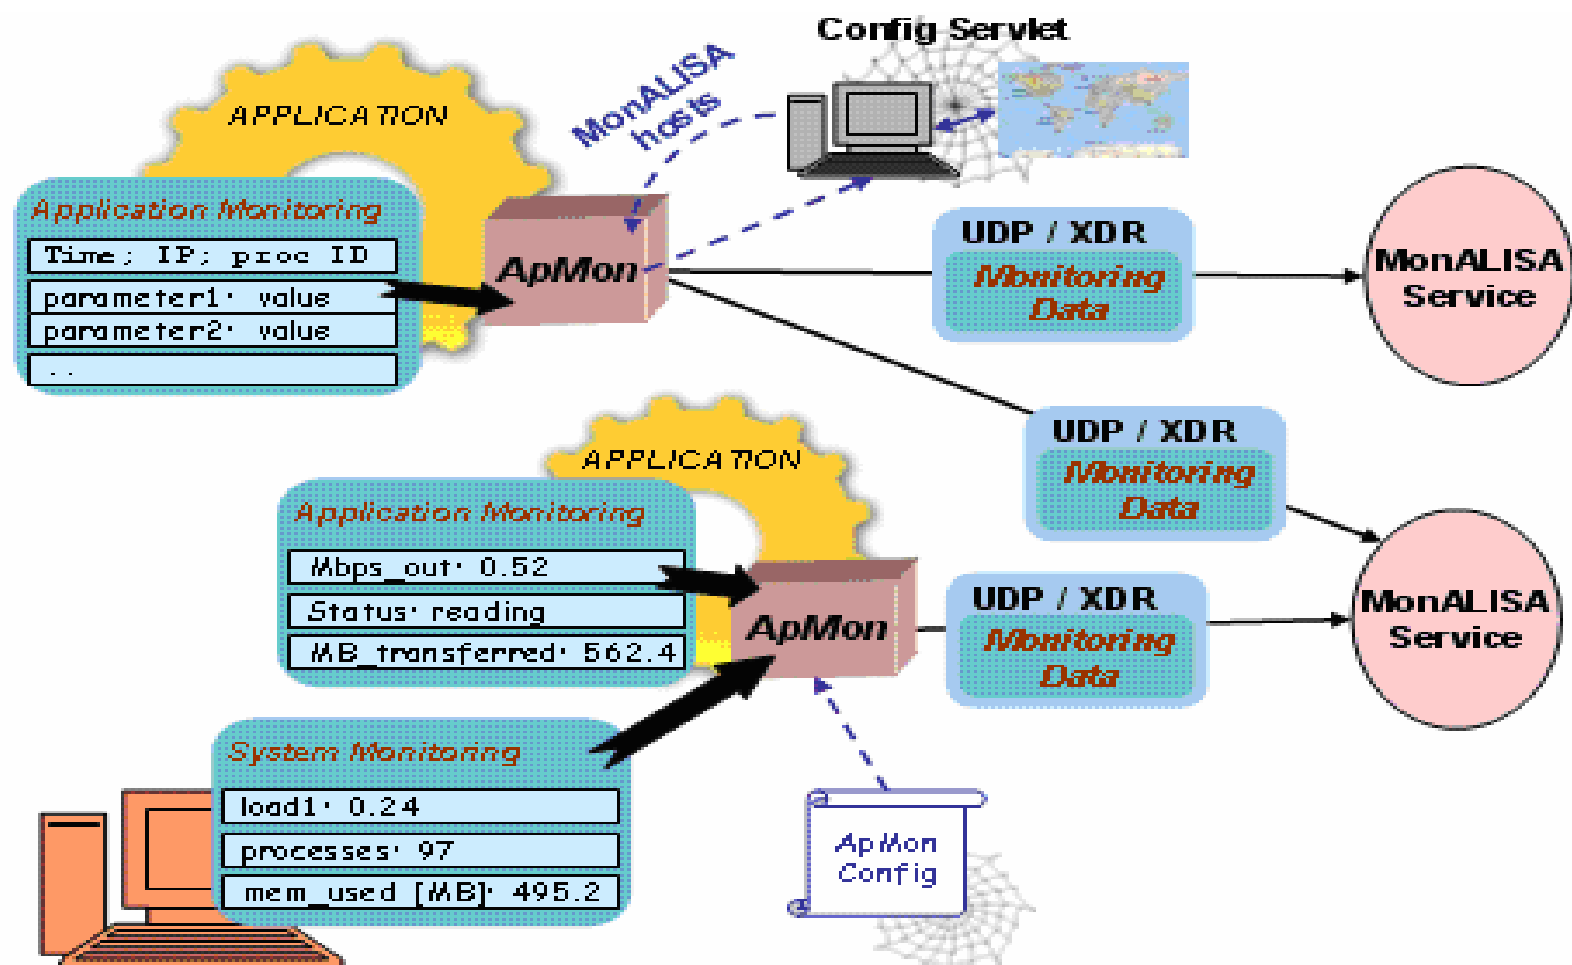 Config Servlet
MonALISA
hosts
APPLICATION
Application Monitoring
Time; IP; proc ID
parameter1: value
parameter2: value
..
ApMon
UDP / XDR
Monitoring
Data
MonALISA
Service
UDP / XDR
Monitoring
Data
APPLICATION
Application Monitoring
Mbps_out: 0.52
Status: reading
MB_transferred: 562.4
ApMon
UDP / XDR
Monitoring
Data
MonALISA
Service
System Monitoring
load1: 0.24
processes: 97
mem_used [MB]: 495.2
ApMon
Config